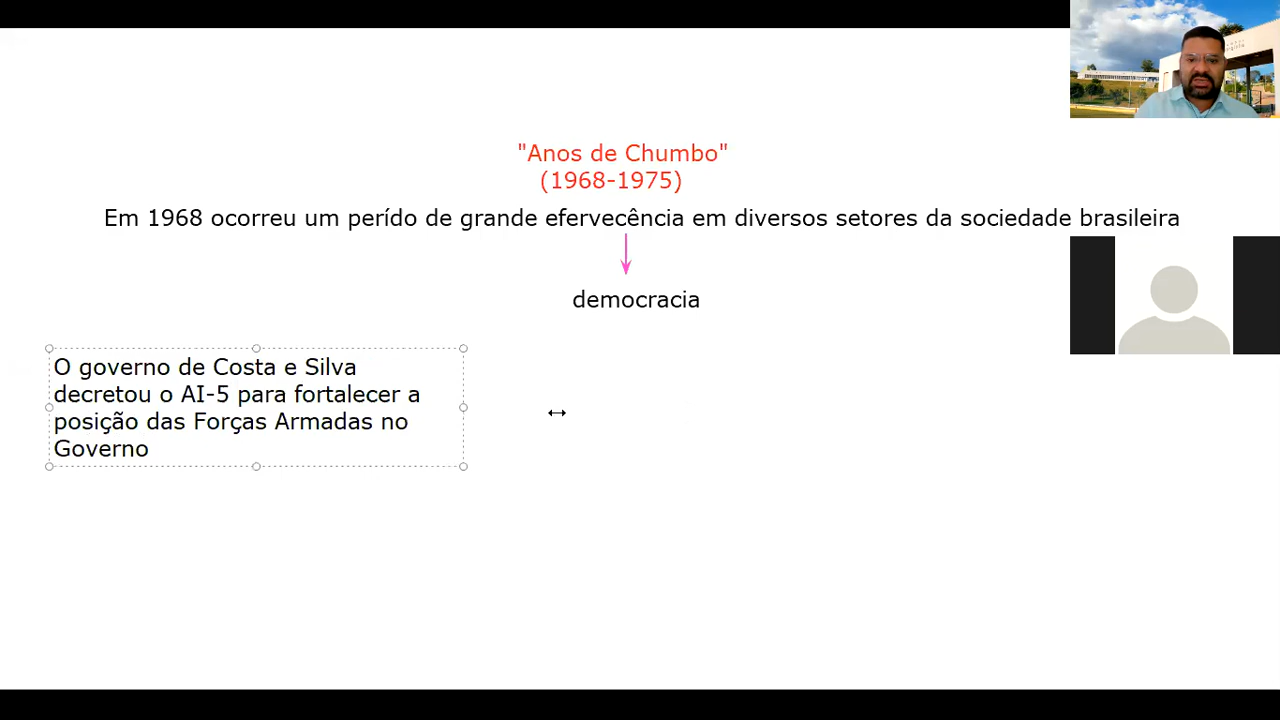 "Anos de Chumbo"
(1968-1975)
Em 1968 ocorreu um perído de grande efervecência em diversos setores da sociedade brasileira
democracia
O governo de Costa e Silva
decretou o AI-5 para fortalecer a
posição das Forças Armadas no
Governo